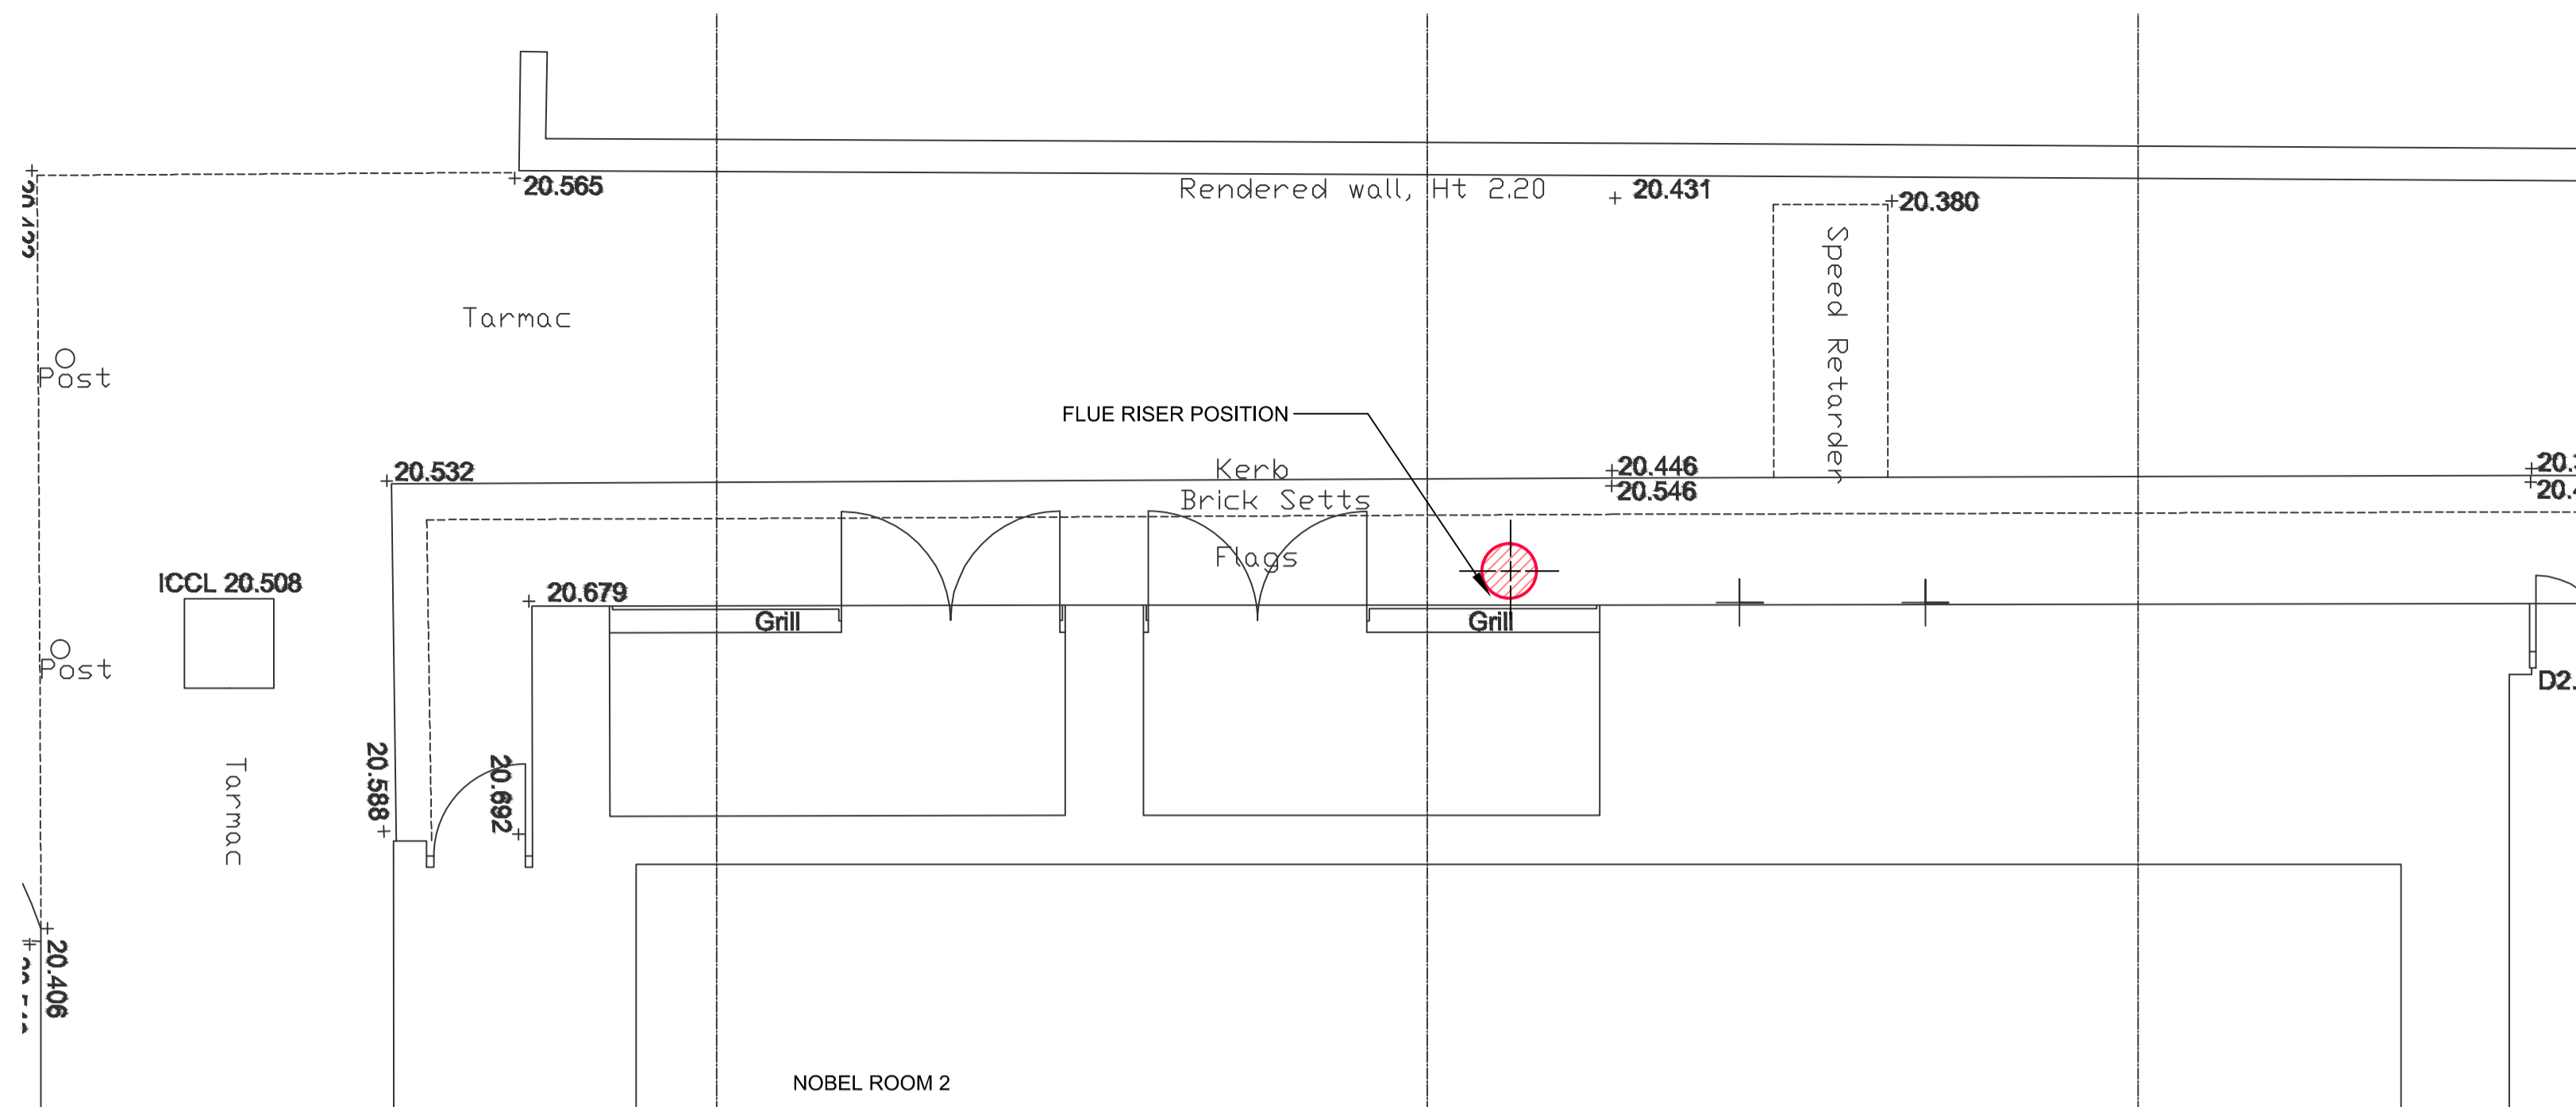 20.565
Rendered wall, Ht 2.20
20.431
20.380
Speed Retarder
Tarmac
Post
FLUE RISER POSITION
20.532
Kerb
20.446
Brick Setts
20.546
Flags
ICCL 20.508
20.679
Grill
Grill
Post
D2.
20.588
20.692
Tarmac
20.406
NOBEL ROOM 2